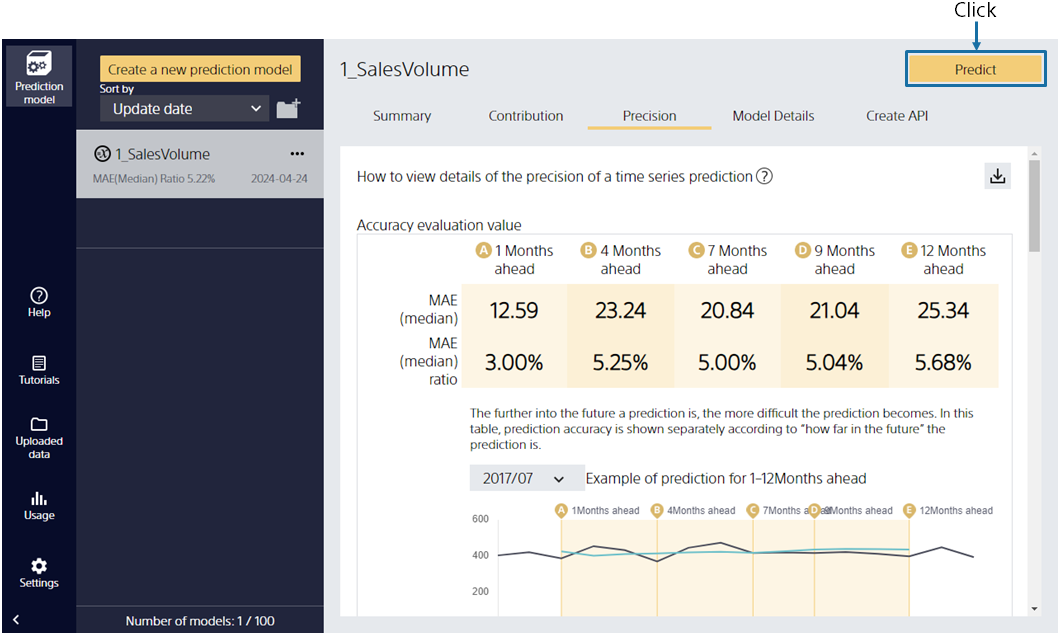 Click
Prediction
model
Help
Tutorials
Uploaded
data
Usage
Settings
Create a new prediction model
Sort by
Update date
1_SalesVolume
MAE(Median) Ratio 5.22% 2024-04-24
Number of models: 1 / 100
1_SalesVolume
Predict
Summary Contribution Precision Model Details Create API
How to view details of the precision of a time series prediction ?
Accuracy evaluation value
A 1 Months ahead
B 4 Months ahead
C 7 Months ahead
D 9 Months ahead
E 12 Months ahead
MAE (median) 12.59 23.24 20.84 21.04 25.34
MAE (median) ratio 3.00% 5.25% 5.00% 5.04% 5.68%
The further into the future a prediction is, the more difficult the prediction becomes. In this
table, prediction accuracy is shown separately according to “how far in the future” the
prediction is.
2017/07 Example of prediction for 1-12Months ahead
A 1Months ahead B 4Months ahead C 7Months D Months ahead E 12Months ahead
600
400
200